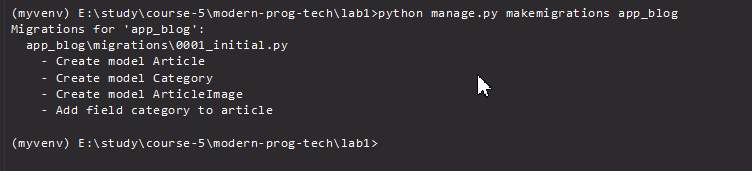 (myvenv) E:\study\course-5\modern-prog-tech\lab1>python manage.py makemigrations app_blog
Migrations for 'app_blog':
  app_blog\migrations\0001_initial.py
    - Create model Article
    - Create model Category
    - Create model ArticleImage
    - Add field category to article
(myvenv) E:\study\course-5\modern-prog-tech\lab1>